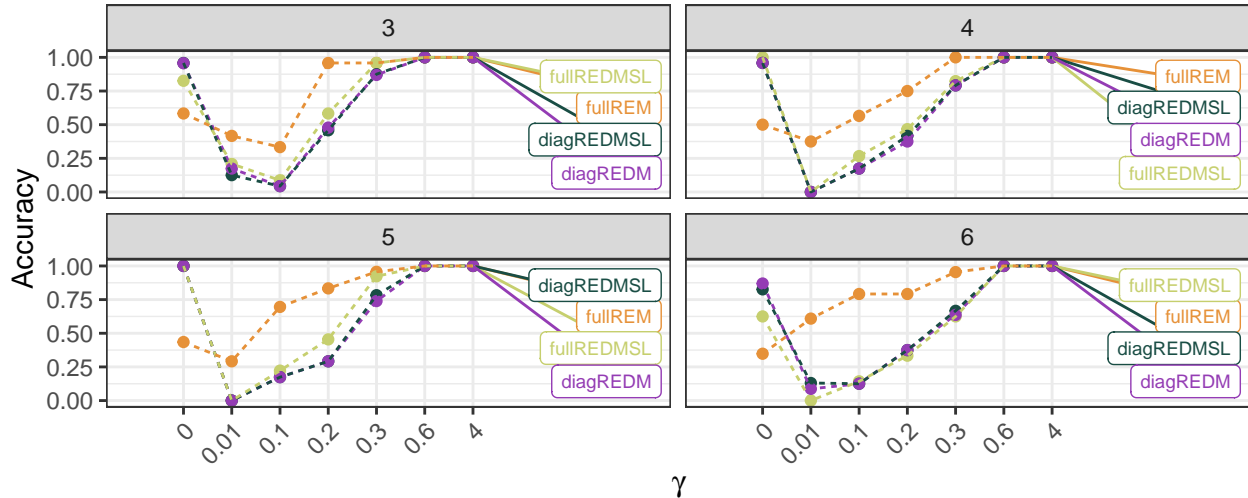 3
4
1.00
0.75
0.50
0.25
0.00
fullREDMSL
fullREM
diagREDMSL
diagREDM
fullREM
diagREDMSL
diagREDM
fullREDMSL
Accuracy
5
6
1.00
0.75
0.50
0.25
0.00
diagREDMSL
fullREM
fullREDMSL
diagREDM
fullREDMSL
fullREM
diagREDMSL
diagREDM
0 0.01 0.1 0.2 0.3 0.6 4
0 0.01 0.1 0.2 0.3 0.6 4
γ